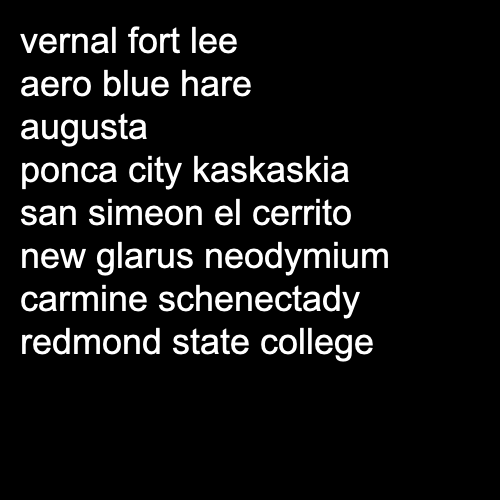 vernal fort lee
aero blue hare
augusta
ponca city kaskaskia
san simeon el cerrito
new glarus neodymium
carmine schenectady
redmond state college